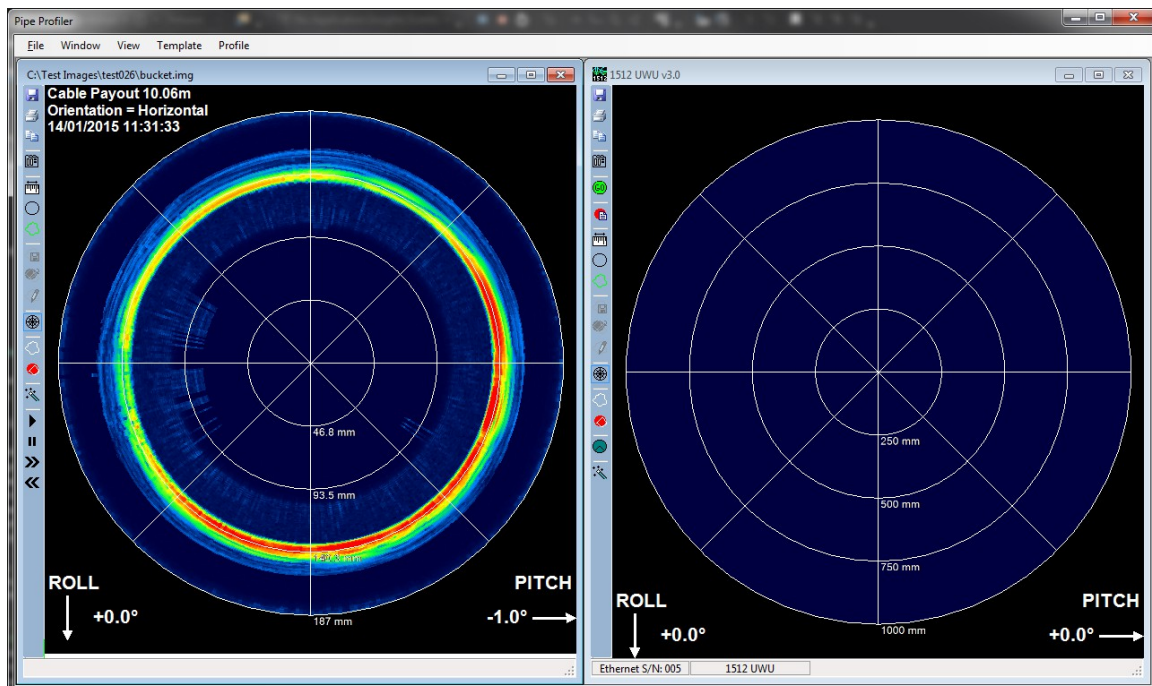 Pipe Profiler
File Window View Template Profile
C:\Test Images\test026\bucket.img
Cable Payout 10.06m
Orientation = Horizontal
14/01/2015 11:31:33
46.8 mm
93.5 mm
187 mm
ROLL
+0.0°
PITCH
-1.0°
1512 UWU v3.0
GO
250 mm
500 mm
750 mm
1000 mm
ROLL
+0.0°
PITCH
+0.0°
Ethernet S/N: 005 1512 UWU